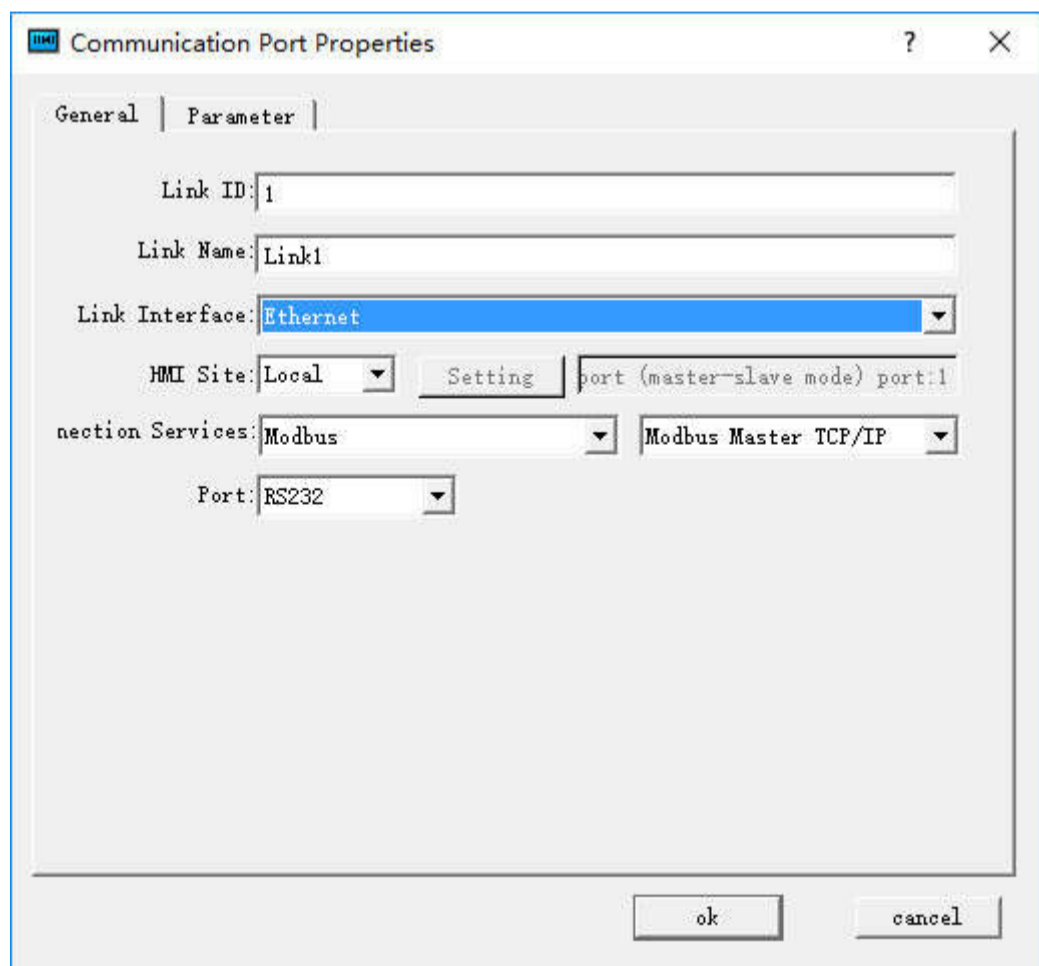 HMI Communication Port Properties ? ×
General Parameter
Link ID: 1
Link Name: Link1
Link Interface: Ethernet
HMI Site: Local Setting port (master-slave mode) port:1
nection Services: Modbus Modbus Master TCP/IP
Port: RS232
ok cancel